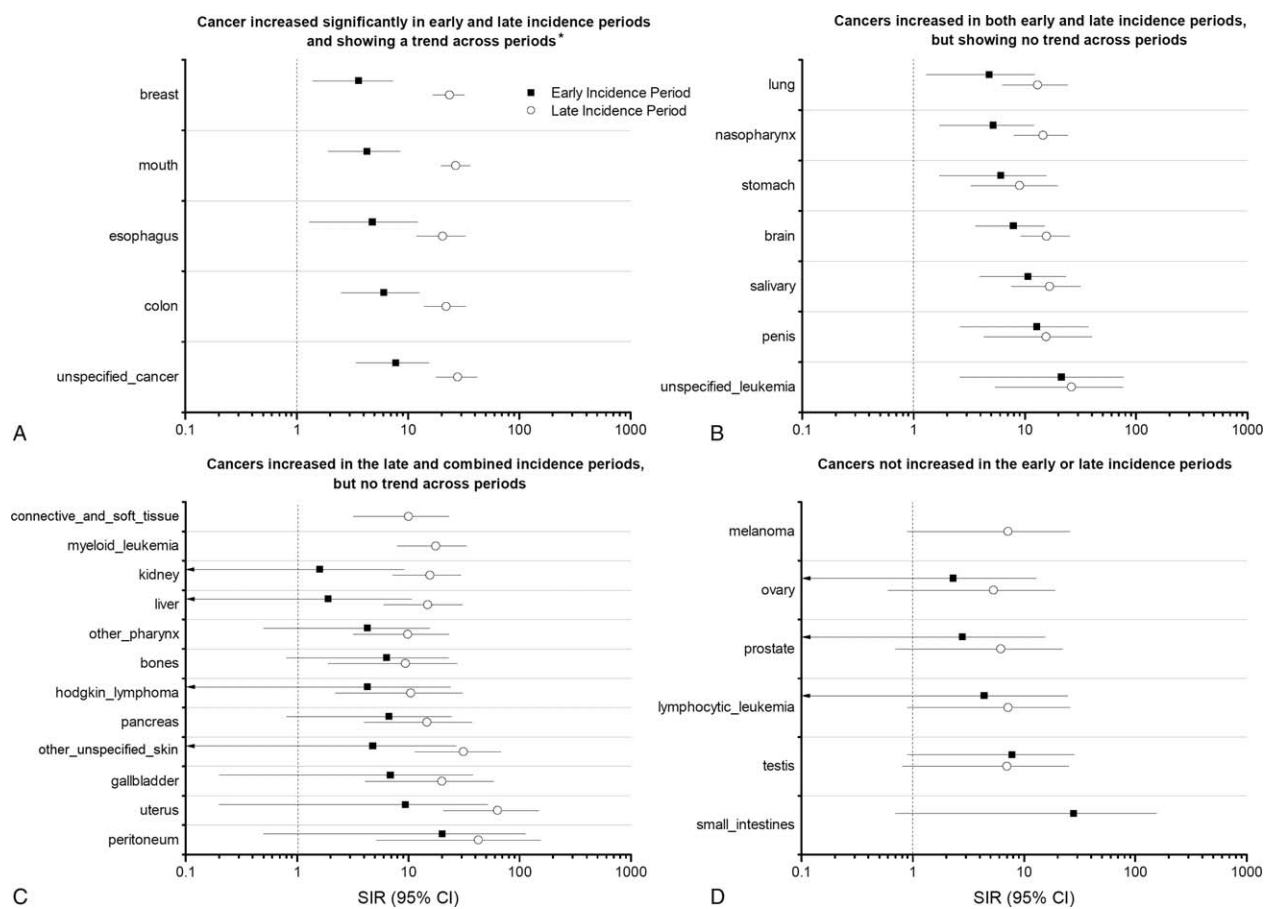 Cancer increased significantly in early and late incidence periods
and showing a trend across periods*
Early Incidence Period
Late Incidence Period
breast
mouth
esophagus
colon
unspecified_cancer
A
0.1 1 10 100 1000
Cancers increased in both early and late incidence periods,
but showing no trend across periods
lung
nasopharynx
stomach
brain
salivary
penis
unspecified_leukemia
B
0.1 1 10 100 1000
Cancers increased in the late and combined incidence periods,
but no trend across periods
connective_and_soft_tissue
myeloid_leukemia
kidney
liver
other_pharynx
bones
hodgkin_lymphoma
pancreas
other_unspecified_skin
gallbladder
uterus
peritoneum
0.1 1 10 100 1000
C
SIR (95% CI)
Cancers not increased in the early or late incidence periods
melanoma
ovary
prostate
lymphocytic_leukemia
testis
small_intestines
0.1 1 10 100 1000
D
SIR (95% CI)